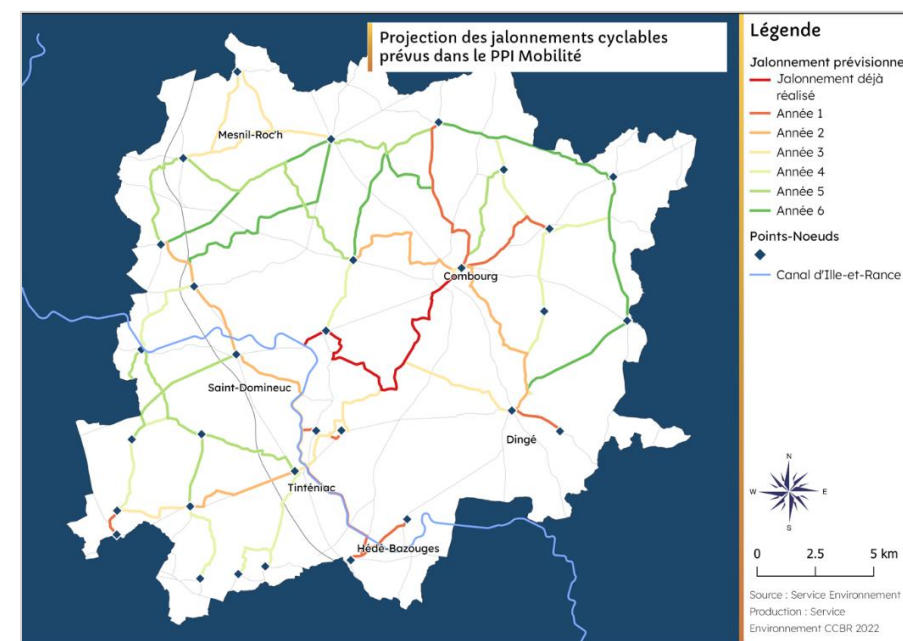 Projection des jalonnements cyclables
prévus dans le PPI Mobilité
Mesnil-Roc'h
Combourg
Saint-Domineuc
Dingé
Tinténiac
Hédé-Bazouges
Légende
Jalonnement prévisionne
Jalonnement déjà
réalisé
Année 1
Année 2
Année 3
Année 4
Année 5
Année 6
Points-Noeuds
Canal d'Ille-et-Rance
N
W
E
S
0 2.5 5 km
Source : Service Environnement
Production : Service
Environnement CCBR 2022